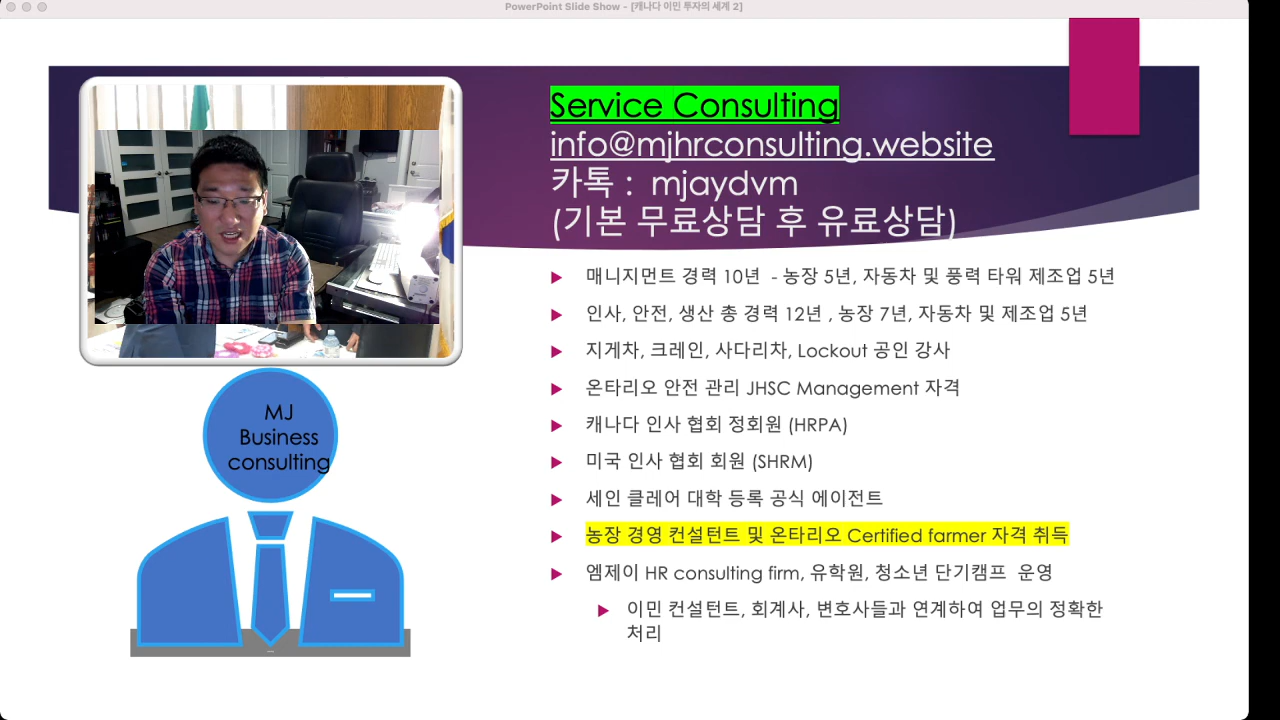 PowerPoint Slide Show - [캐나다 이민 투자의 세계 2]
Service Consulting
info@mjhrconsulting.website
카톡 : mjaydvm
(기본 무료상담 후 유료상담)
매니지먼트 경력 10년 - 농장 5년, 자동차 및 풍력 타워 제조업 5년
인사, 안전, 생산 총 경력 12년 , 농장 7년, 자동차 및 제조업 5년
지게차, 크레인, 사다리차, Lockout 공인 강사
온타리오 안전 관리 JHSC Management 자격
캐나다 인사 협회 정회원 (HRPA)
미국 인사 협회 회원 (SHRM)
세인 클레어 대학 등록 공식 에이전트
농장 경영 컨설턴트 및 온타리오 Certified farmer 자격 취득
엠제이 HR consulting firm, 유학원, 청소년 단기캠프 운영
이민 컨설턴트, 회계사, 변호사들과 연계하여 업무의 정확한
처리
MJ
Business
consulting